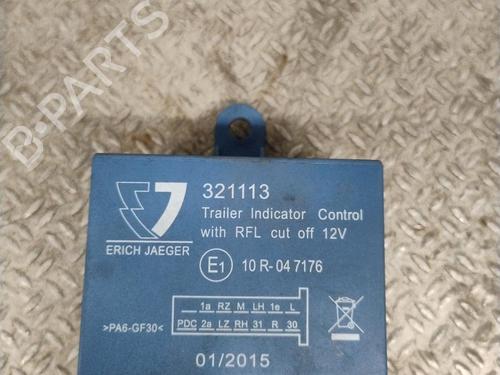 B-PARTS
321113
Trailer Indicator Control
with RFL cut off 12V
ERICH JAEGER
E1 10 R-04 7176
1a RZ M LH 1e L
PDC 2a LZ RH 31 R 30
>PA6-GF30<
01/2015